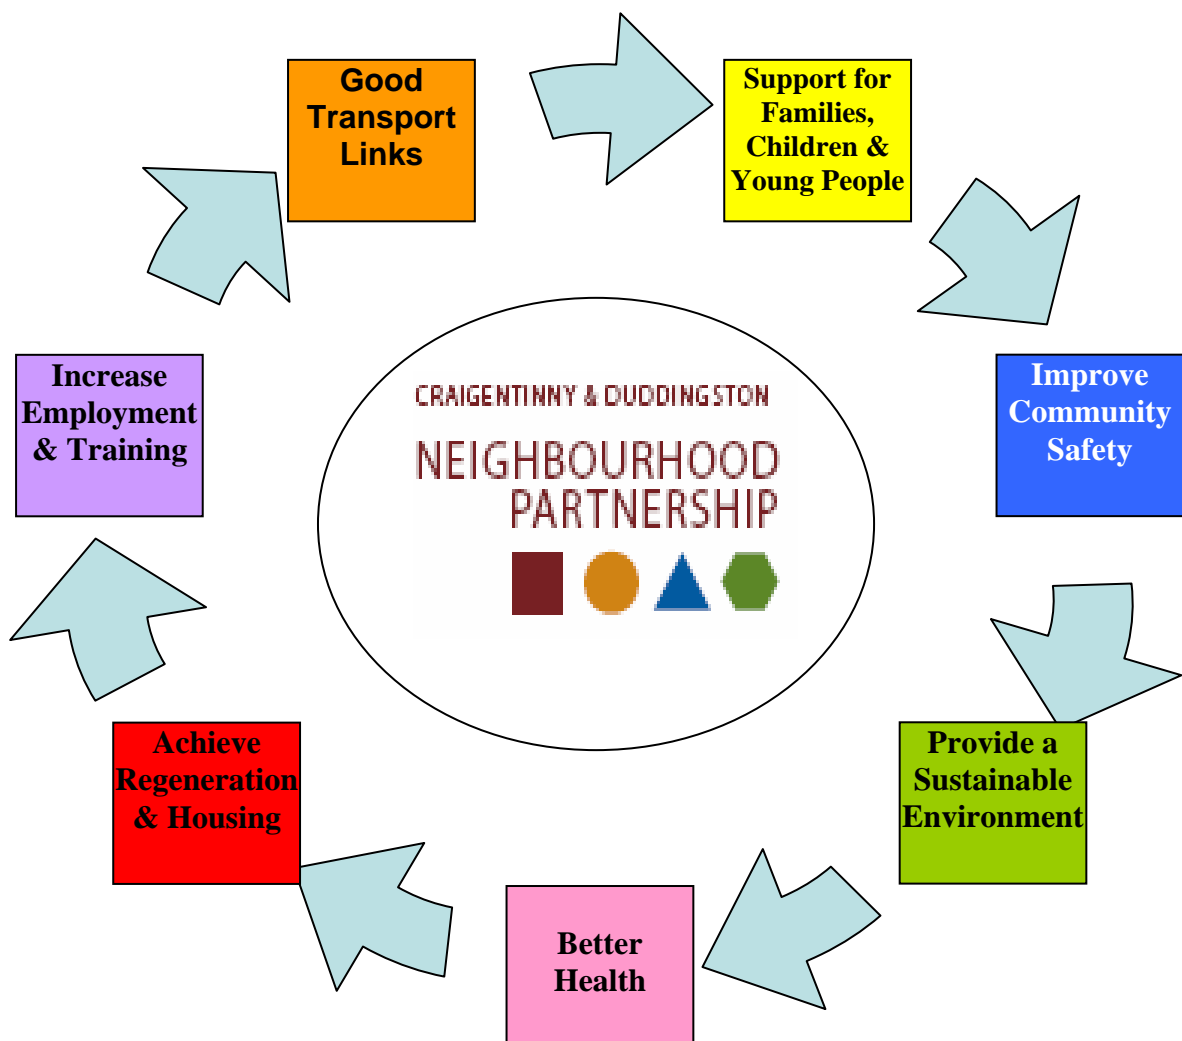 Good
Transport
Links
Support for
Families,
Children &
Young People
Increase
Employment
& Training
CRAIGENTINNY & DUDDINGSTON
NEIGHBOURHOOD
PARTNERSHIP
Improve
Community
Safety
Achieve
Regeneration
& Housing
Provide a
Sustainable
Environment
Better
Health